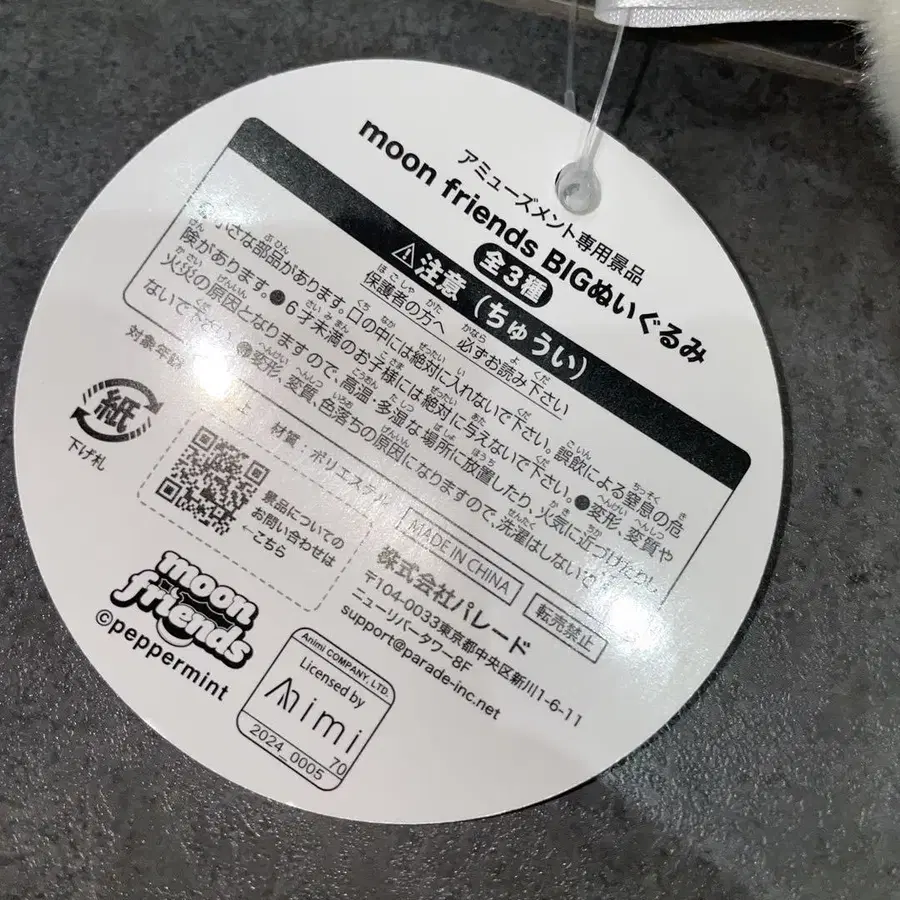 アミューズメント専用景品
moon friends BIGぬいぐるみ
全3種
⚠注意（ちゅうい）
保護者の方へ 必ずお読み下さい
小さな部品があります。口の中には絶対に入れないで下さい。誤飲による窒息の危
険があります。●6才未満のお子様には絶対に与えないで下さい。●変形、変質や
火災の原因となりますので、高温・多湿な場所に放置したり、火気に近づけたりし
ないで下さい。●変形、変質、色落ちの原因になりますので、洗濯はしない
対象年齢
上
材質：ポリエステル
MADE IN CHINA
転売禁止
紙
下げ札
景品についての
お問い合わせは
←こちら
株式会社パレード
〒104-0033東京都中央区新川1-6-11
ニューリバータワー8F
support@parade-inc.net
moon
friends
©peppermint
Animi COMPANY, LTD.
Licensed by
Animi
70
2024_0005